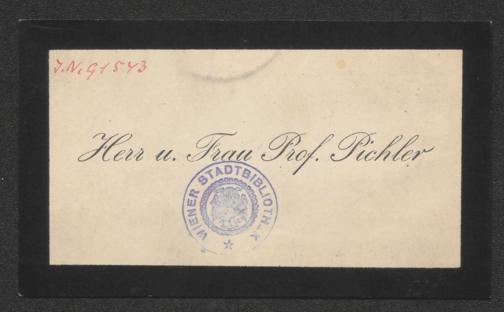 J.N. 91543
Herr u. Frau Prof. Pichler
WIENER STADTBIBLIOTHEK